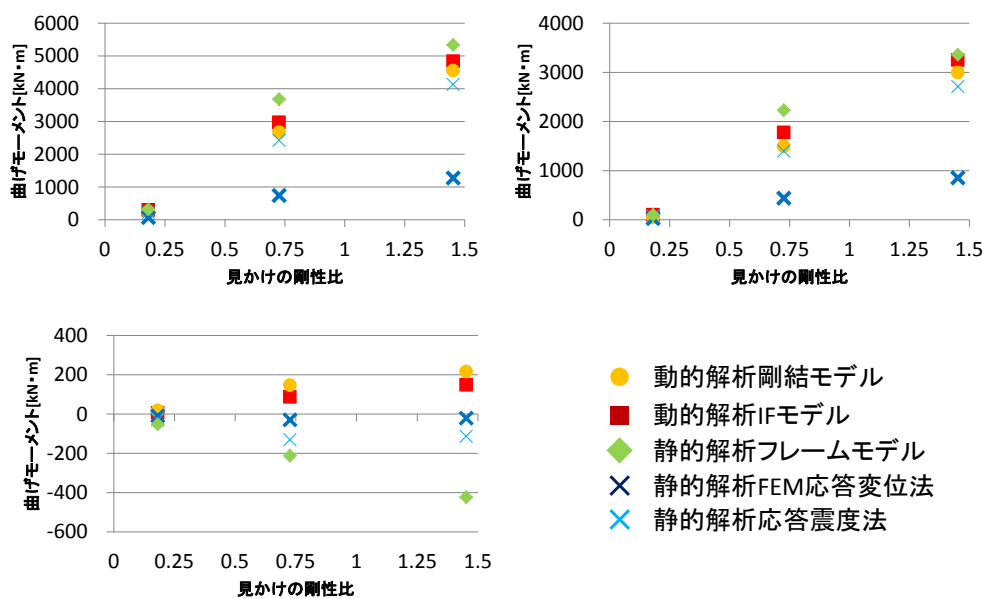 6000
5000
4000
3000
2000
1000
0
曲げモーメント[kN・m]
0 0.25 0.5 0.75 1 1.25 1.5
見かけの剛性比
4000
3000
2000
1000
0
曲げモーメント[kN・m]
0 0.25 0.5 0.75 1 1.25 1.5
見かけの剛性比
400
200
0
-200
-400
-600
曲げモーメント[kN・m]
0 0.25 0.5 0.75 1 1.25 1.5
見かけの剛性比
動的解析剛結モデル
動的解析IFモデル
静的解析フレームモデル
静的解析FEM応答変位法
静的解析応答震度法